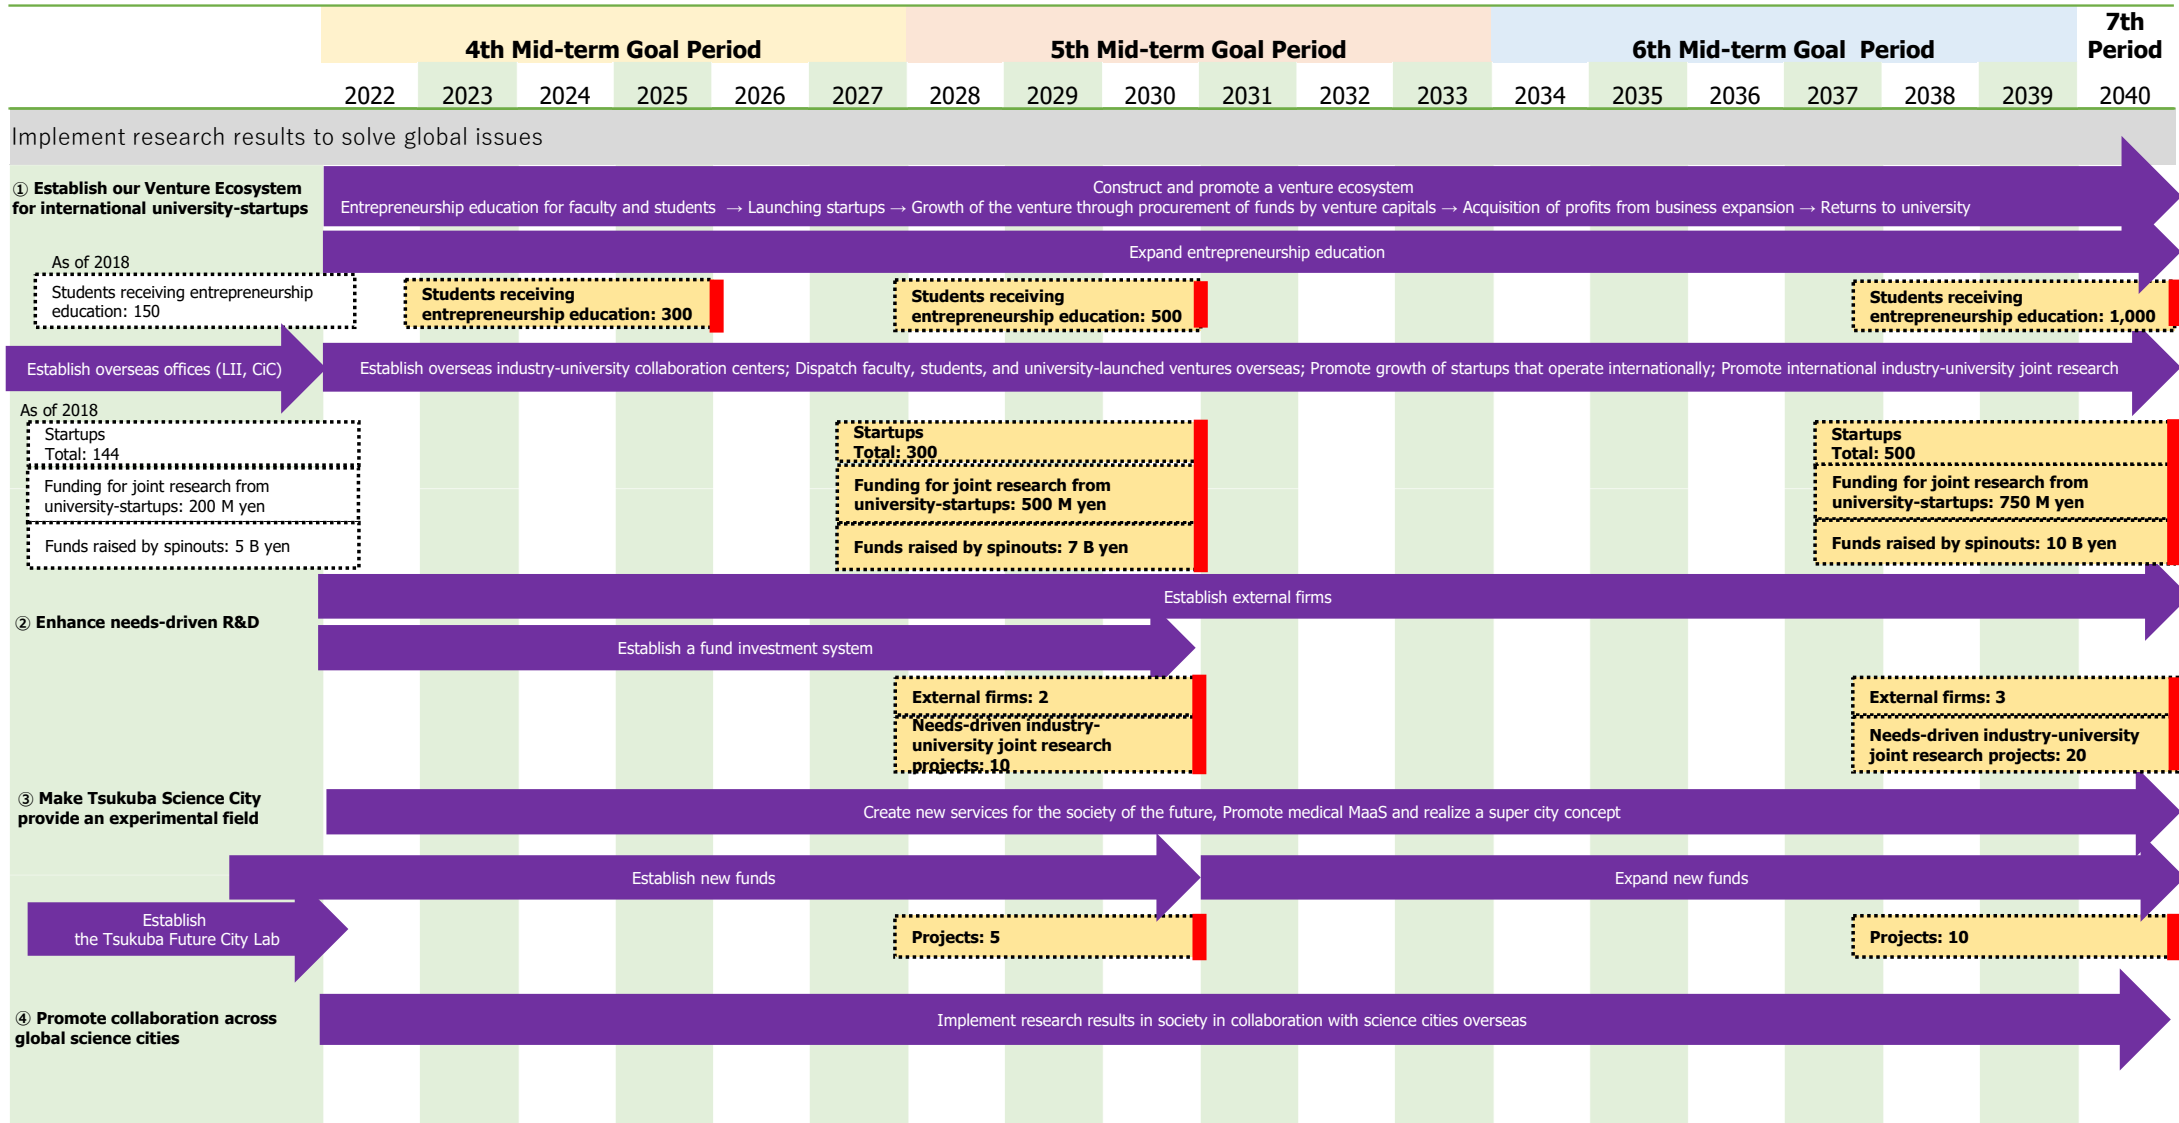 4th Mid-term Goal Period
5th Mid-term Goal Period
6th Mid-term Goal  Period
7th
Period
2022 2023 2024 2025 2026 2027 2028 2029 2030 2031 2032 2033 2034 2035 2036 2037 2038 2039 2040
Implement research results to solve global issues
① Establish our Venture Ecosystem
for international university-startups
Construct and promote a venture ecosystem
Entrepreneurship education for faculty and students → Launching startups → Growth of the venture through procurement of funds by venture capitals → Acquisition of profits from business expansion → Returns to university
Expand entrepreneurship education
As of 2018
Students receiving entrepreneurship
education: 150
Students receiving
entrepreneurship education: 300
Students receiving
entrepreneurship education: 500
Students receiving
entrepreneurship education: 1,000
Establish overseas offices (LII, CiC)
Establish overseas industry-university collaboration centers; Dispatch faculty, students, and university-launched ventures overseas; Promote growth of startups that operate internationally; Promote international industry-university joint research
As of 2018
Startups
Total: 144
Funding for joint research from
university-startups: 200 M yen
Funds raised by spinouts: 5 B yen
Startups
Total: 300
Funding for joint research from
university-startups: 500 M yen
Funds raised by spinouts: 7 B yen
Startups
Total: 500
Funding for joint research from
university-startups: 750 M yen
Funds raised by spinouts: 10 B yen
Establish external firms
② Enhance needs-driven R&D
Establish a fund investment system
External firms: 2
Needs-driven industry-
university joint research
projects: 10
External firms: 3
Needs-driven industry-university
joint research projects: 20
③ Make Tsukuba Science City
provide an experimental field
Create new services for the society of the future, Promote medical MaaS and realize a super city concept
Establish new funds
Expand new funds
Establish
the Tsukuba Future City Lab
Projects: 5
Projects: 10
④ Promote collaboration across
global science cities
Implement research results in society in collaboration with science cities overseas